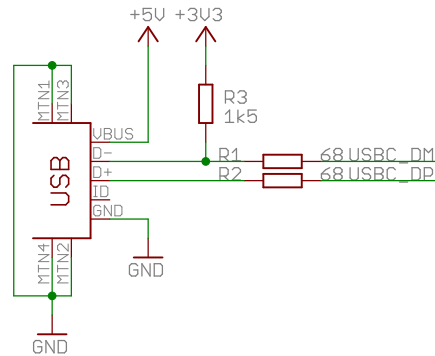 +5V +3V3
MTN1
MTN3
R3
1k5
VBUS
D-
R1
68
USBC_DM
USB
D+
R2
68
USBC_DP
ID
GND
MTN4
MTN2
GND
GND